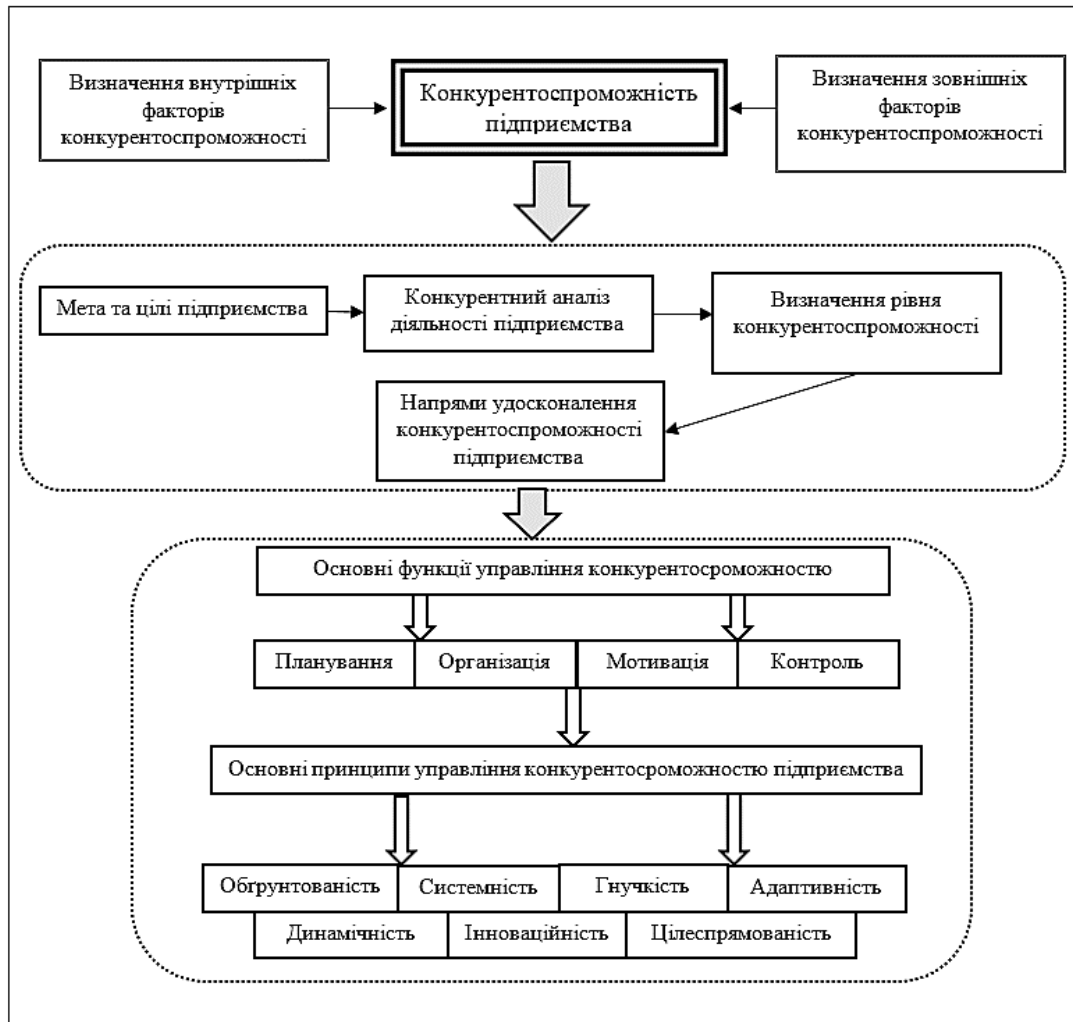 Визначення внутрішніх
факторів
конкурентоспроможності
Конкурентоспроможність
підприємства
Визначення зовнішніх
факторів
конкурентоспроможності
Мета та цілі підприємства
Конкурентний аналіз
діяльності підприємства
Визначення рівня
конкурентоспроможності
Напрями удосконалення
конкурентоспроможності
підприємства
Основні функції управління конкурентосроможностю
Планування
Організація
Мотивація
Контроль
Основні принципи управління конкурентосроможностю підприємства
Обґрунтованість
Системність
Гнучкість
Адаптивність
Динамічність
Інноваційність
Цілеспрямованість